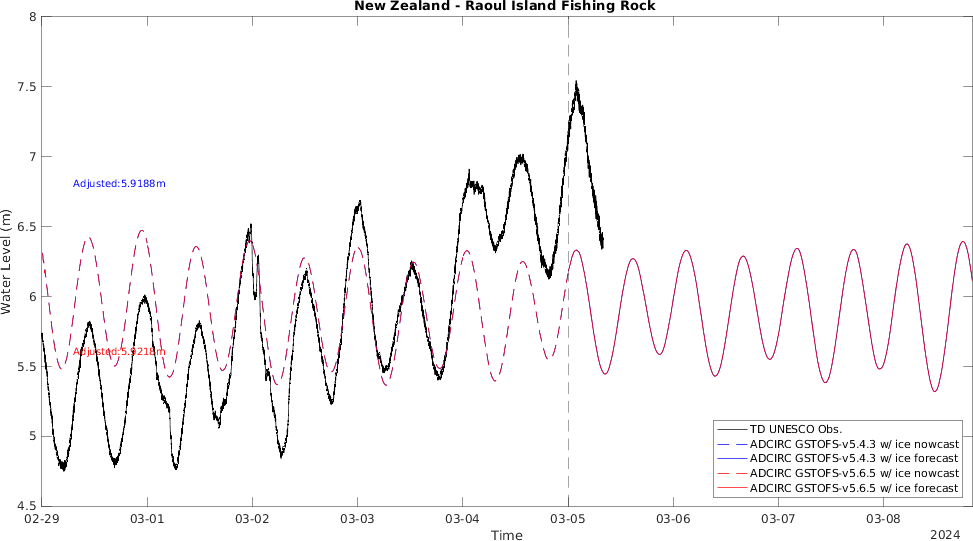 New Zealand - Raoul Island Fishing Rock
8
7.5
7
6.5
6
5.5
5
4.5
Water Level (m)
Adjusted:5.9188m
Adjusted:5.9218m
TD UNESCO Obs.
ADCIRC GSTOFS-v5.4.3 w/ ice nowcast
ADCIRC GSTOFS-v5.4.3 w/ ice forecast
ADCIRC GSTOFS-v5.6.5 w/ ice nowcast
ADCIRC GSTOFS-v5.6.5 w/ ice forecast
02-29 03-01 03-02 03-03 03-04 03-05 03-06 03-07 03-08
Time
2024